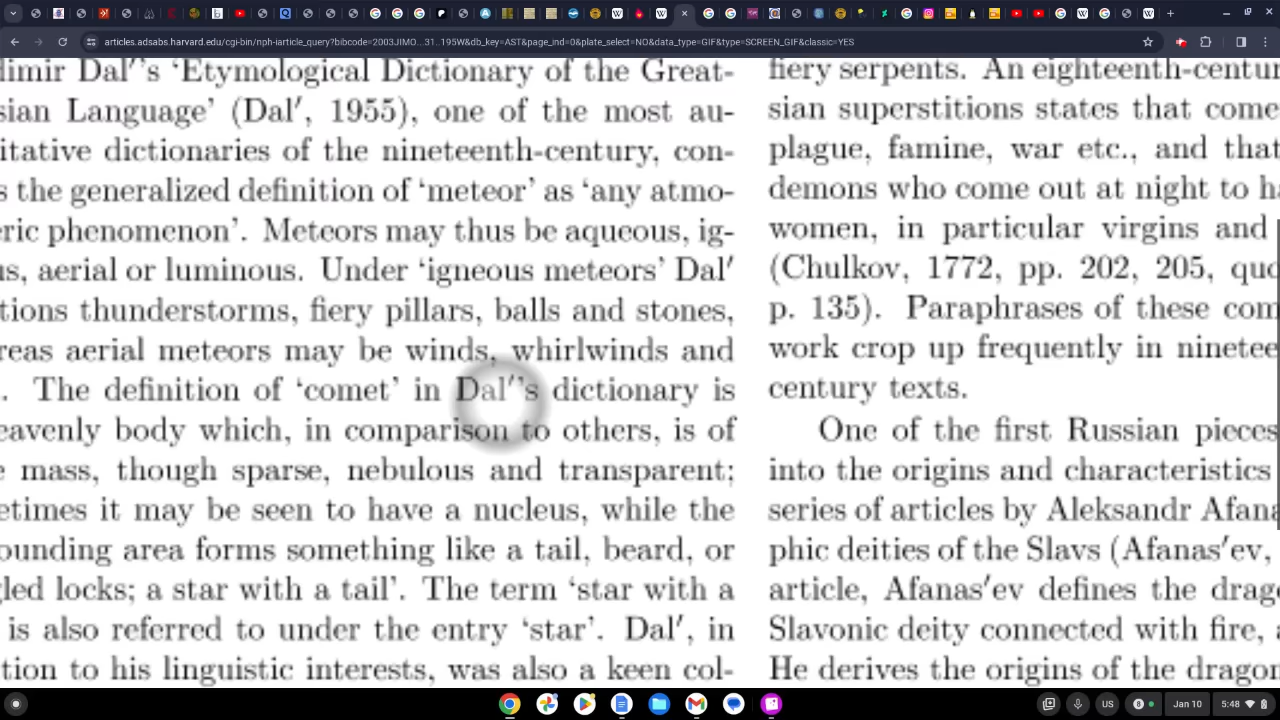 articles.adsabs.harvard.edu/cgi-bin/nph-iarticle_query?bibcode=2003JIMO...31..195W&db_key=AST&page_ind=0&plate_select=NO&data_type=GIF&type=SCREEN_GIF&classic=YES
limir Dal′'s ‘Etymological Dictionary of the Great-
sian Language’ (Dal′, 1955), one of the most au-
itative dictionaries of the nineteenth-century, con-
s the generalized definition of ‘meteor’ as ‘any atmo-
eric phenomenon’. Meteors may thus be aqueous, ig-
us, aerial or luminous. Under ‘igneous meteors’ Dal′
tions thunderstorms, fiery pillars, balls and stones,
reas aerial meteors may be winds, whirlwinds and
. The definition of ‘comet’ in Dal′'s dictionary is
eavenly body which, in comparison to others, is of
e mass, though sparse, nebulous and transparent;
etimes it may be seen to have a nucleus, while the
ounding area forms something like a tail, beard, or
gled locks; a star with a tail’. The term ‘star with a
is also referred to under the entry ‘star’. Dal′, in
tion to his linguistic interests, was also a keen col-
fiery serpents. An eighteenth-centur
sian superstitions states that come
plague, famine, war etc., and that
demons who come out at night to ha
women, in particular virgins and
(Chulkov, 1772, pp. 202, 205, quo
p. 135). Paraphrases of these com
work crop up frequently in ninetee
century texts.
One of the first Russian pieces
into the origins and characteristics
series of articles by Aleksandr Afana
phic deities of the Slavs (Afanas′ev,
article, Afanas′ev defines the drag
Slavonic deity connected with fire, a
He derives the origins of the dragon
US
8
Jan 10
5:48